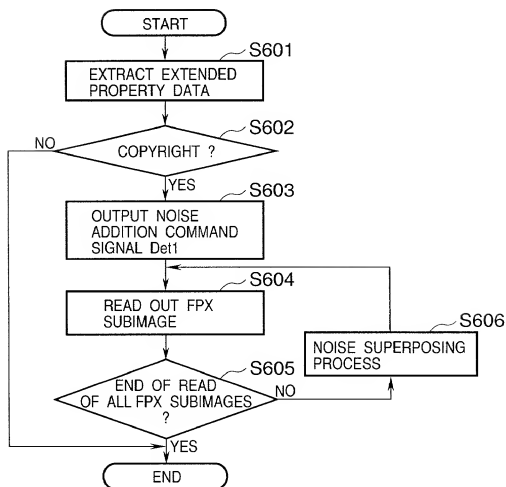 START
S601
EXTRACT EXTENDED
PROPERTY DATA
S602
NO
COPYRIGHT ?
YES
S603
OUTPUT NOISE
ADDITION COMMAND
SIGNAL Det1
S604
READ OUT FPX
SUBIMAGE
S606
NOISE SUPERPOSING
PROCESS
S605
END OF READ
OF ALL FPX SUBIMAGES
?
NO
YES
END